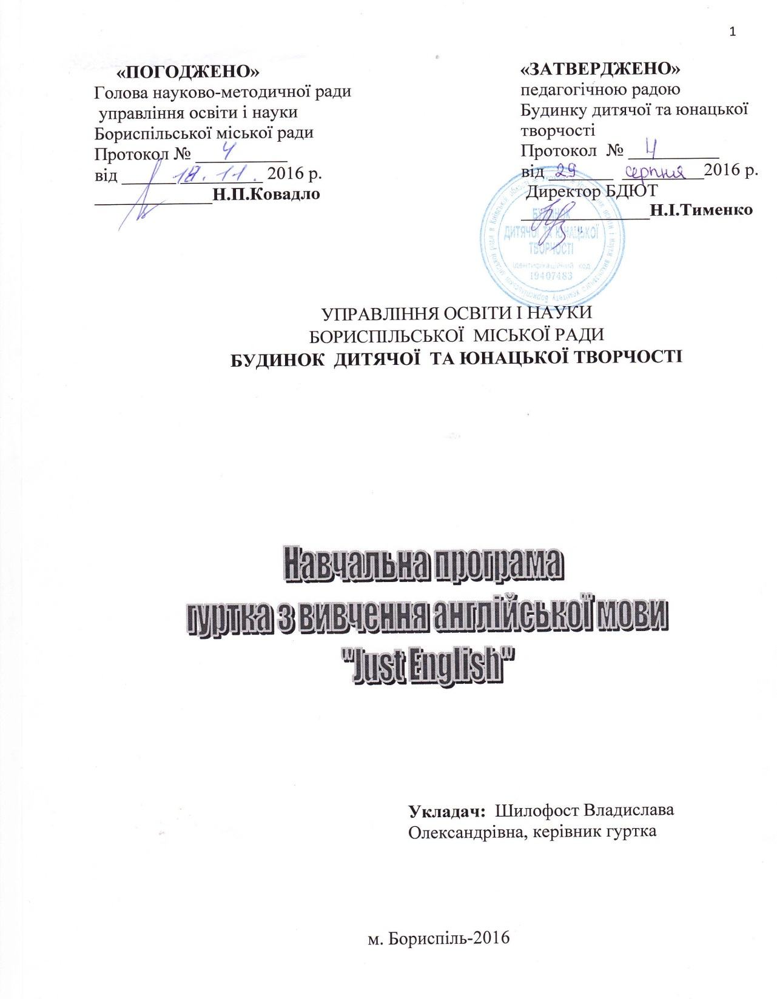 1
«ПОГОДЖЕНО»
Голова науково-методичної ради
управління освіти і науки
Бориспільської міської ради
Протокол № 4
від 18.11. 2016 р.
Н.П.Ковадло
«ЗАТВЕРДЖЕНО»
педагогічною радою
Будинку дитячої та юнацької
творчості
Протокол № 4
від 29 серпня 2016 р.
Директор БДЮТ
Н.І.Тименко
БУДИНОК
ДИТЯЧОЇ ТА ЮНАЦЬКОЇ
ТВОРЧОСТІ
ідентифікаційний код
19407483
УПРАВЛІННЯ ОСВІТИ І НАУКИ
БОРИСПІЛЬСЬКОЇ МІСЬКОЇ РАДИ
БУДИНОК ДИТЯЧОЇ ТА ЮНАЦЬКОЇ ТВОРЧОСТІ
Навчальна програма
гуртка з вивчення англійської мови
"Just English"
Укладач: Шилофост Владислава
Олександрівна, керівник гуртка
м. Бориспіль-2016